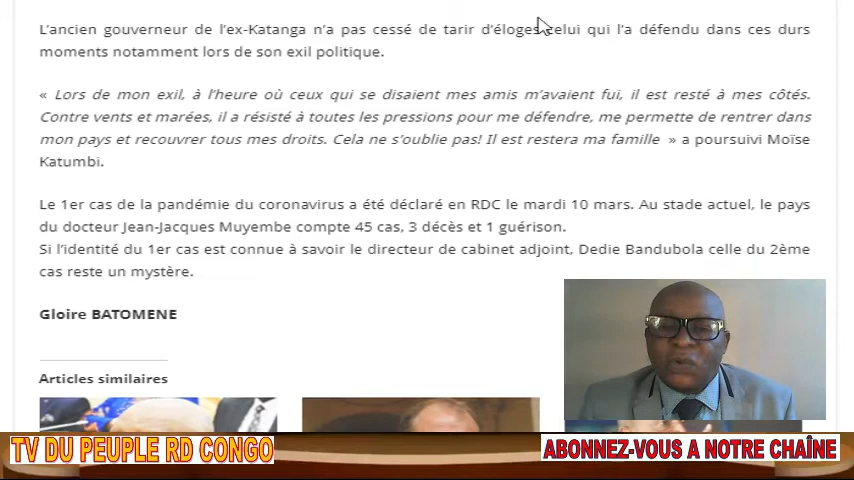 L’ancien gouverneur de l’ex-Katanga n’a pas cessé de tarir d’éloges celui qui l’a défendu dans ces durs
moments notamment lors de son exil politique.
« Lors de mon exil, à l’heure où ceux qui se disaient mes amis m’avaient fui, il est resté à mes côtés.
Contre vents et marées, il a résisté à toutes les pressions pour me défendre, me permete de rentrer dans
mon pays et recouvrer tous mes droits. Cela ne s’oublie pas! Il est restera ma famille » a poursuivi Moïse
Katumbi.
Le 1er cas de la pandémie du coronavirus a été déclaré en RDC le mardi 10 mars. Au stade actuel, le pays
du docteur Jean-Jacques Muyembe compte 45 cas, 3 décès et 1 guérison.
Si l’identité du 1er cas est connue à savoir le directeur de cabinet adjoint, Dedie Bandubola celle du 2ème
cas reste un mystère.
Gloire BATOMENE
Articles similaires
TV DU PEUPLE RD CONGO
ABONNEZ-VOUS A NOTRE CHAÎNE